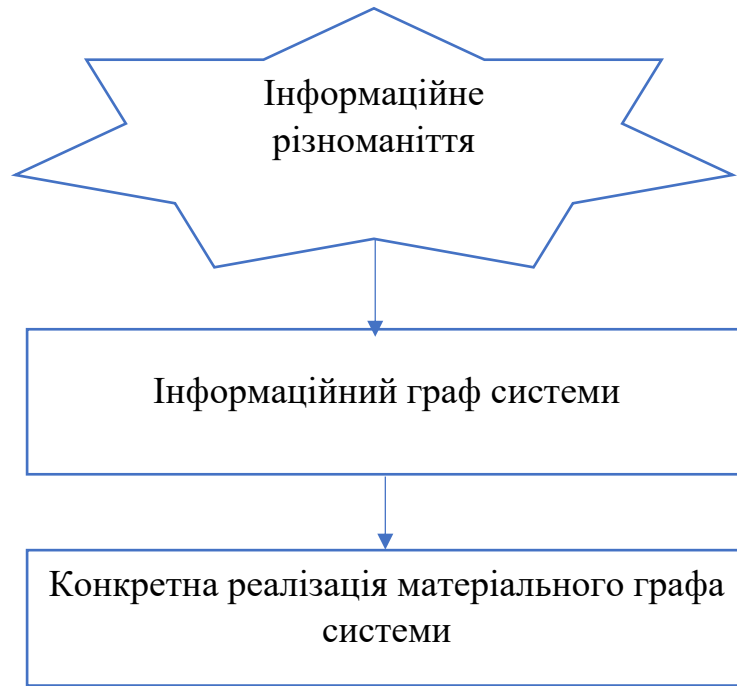 Інформаційне
різноманіття
Інформаційний граф системи
Конкретна реалізація матеріального графа
системи